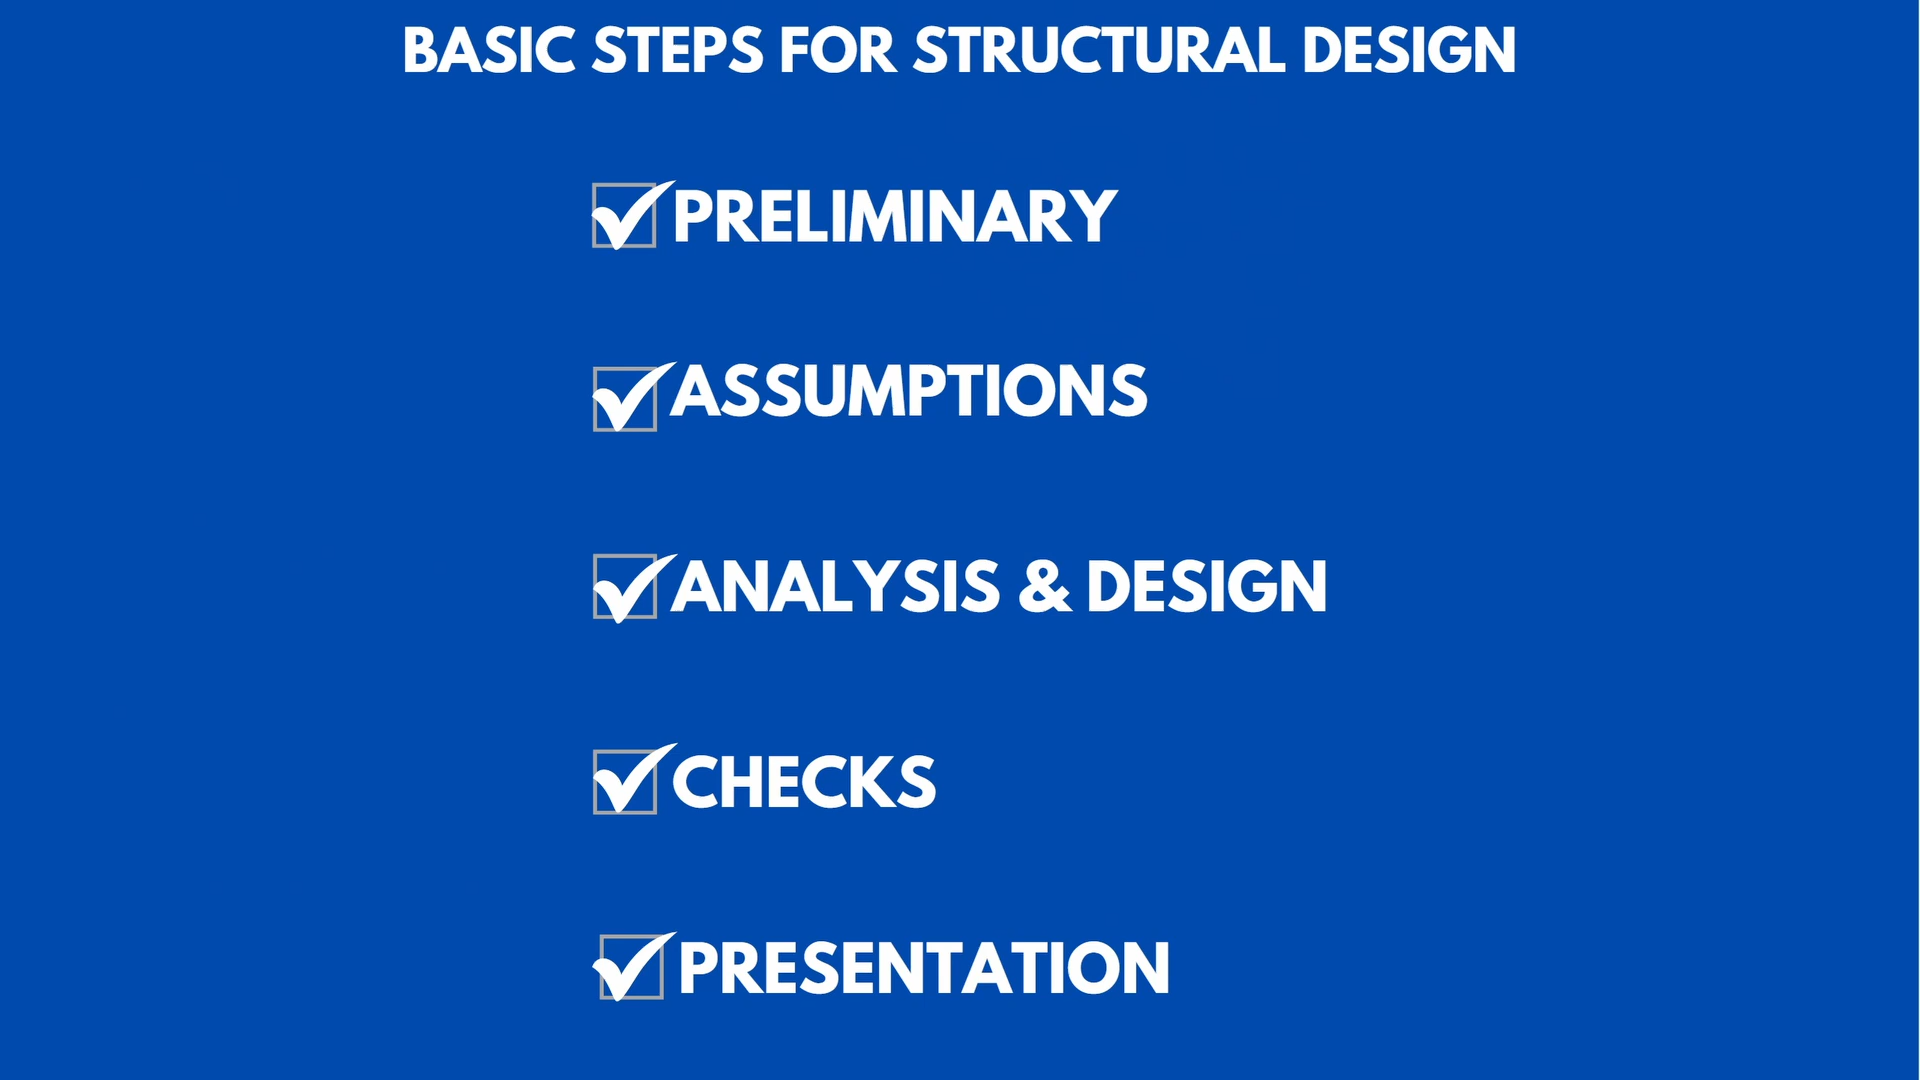 BASIC STEPS FOR STRUCTURAL DESIGN
PRELIMINARY
ASSUMPTIONS
ANALYSIS & DESIGN
CHECKS
PRESENTATION